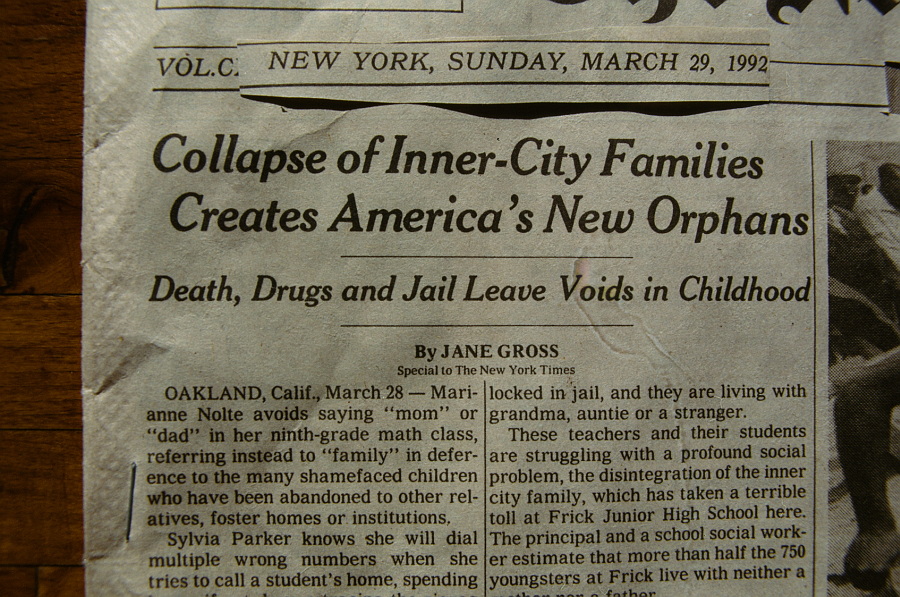 VOL.C.
NEW YORK, SUNDAY, MARCH 29, 1992
Collapse of Inner-City Families
Creates America's New Orphans
Death, Drugs and Jail Leave Voids in Childhood
By JANE GROSS
Special to The New York Times
OAKLAND, Calif., March 28 — Mari-
anne Nolte avoids saying "mom" or
"dad" in her ninth-grade math class,
referring instead to "family" in defer-
ence to the many shamefaced children
who have been abandoned to other rel-
atives, foster homes or institutions.
Sylvia Parker knows she will dial
multiple wrong numbers when she
tries to call a student's home, spending
locked in jail, and they are living with
grandma, auntie or a stranger.
These teachers and their students
are struggling with a profound social
problem, the disintegration of the inner
city family, which has taken a terrible
toll at Frick Junior High School here.
The principal and a school social work-
er estimate that more than half the 750
youngsters at Frick live with neither a
mother nor a father.